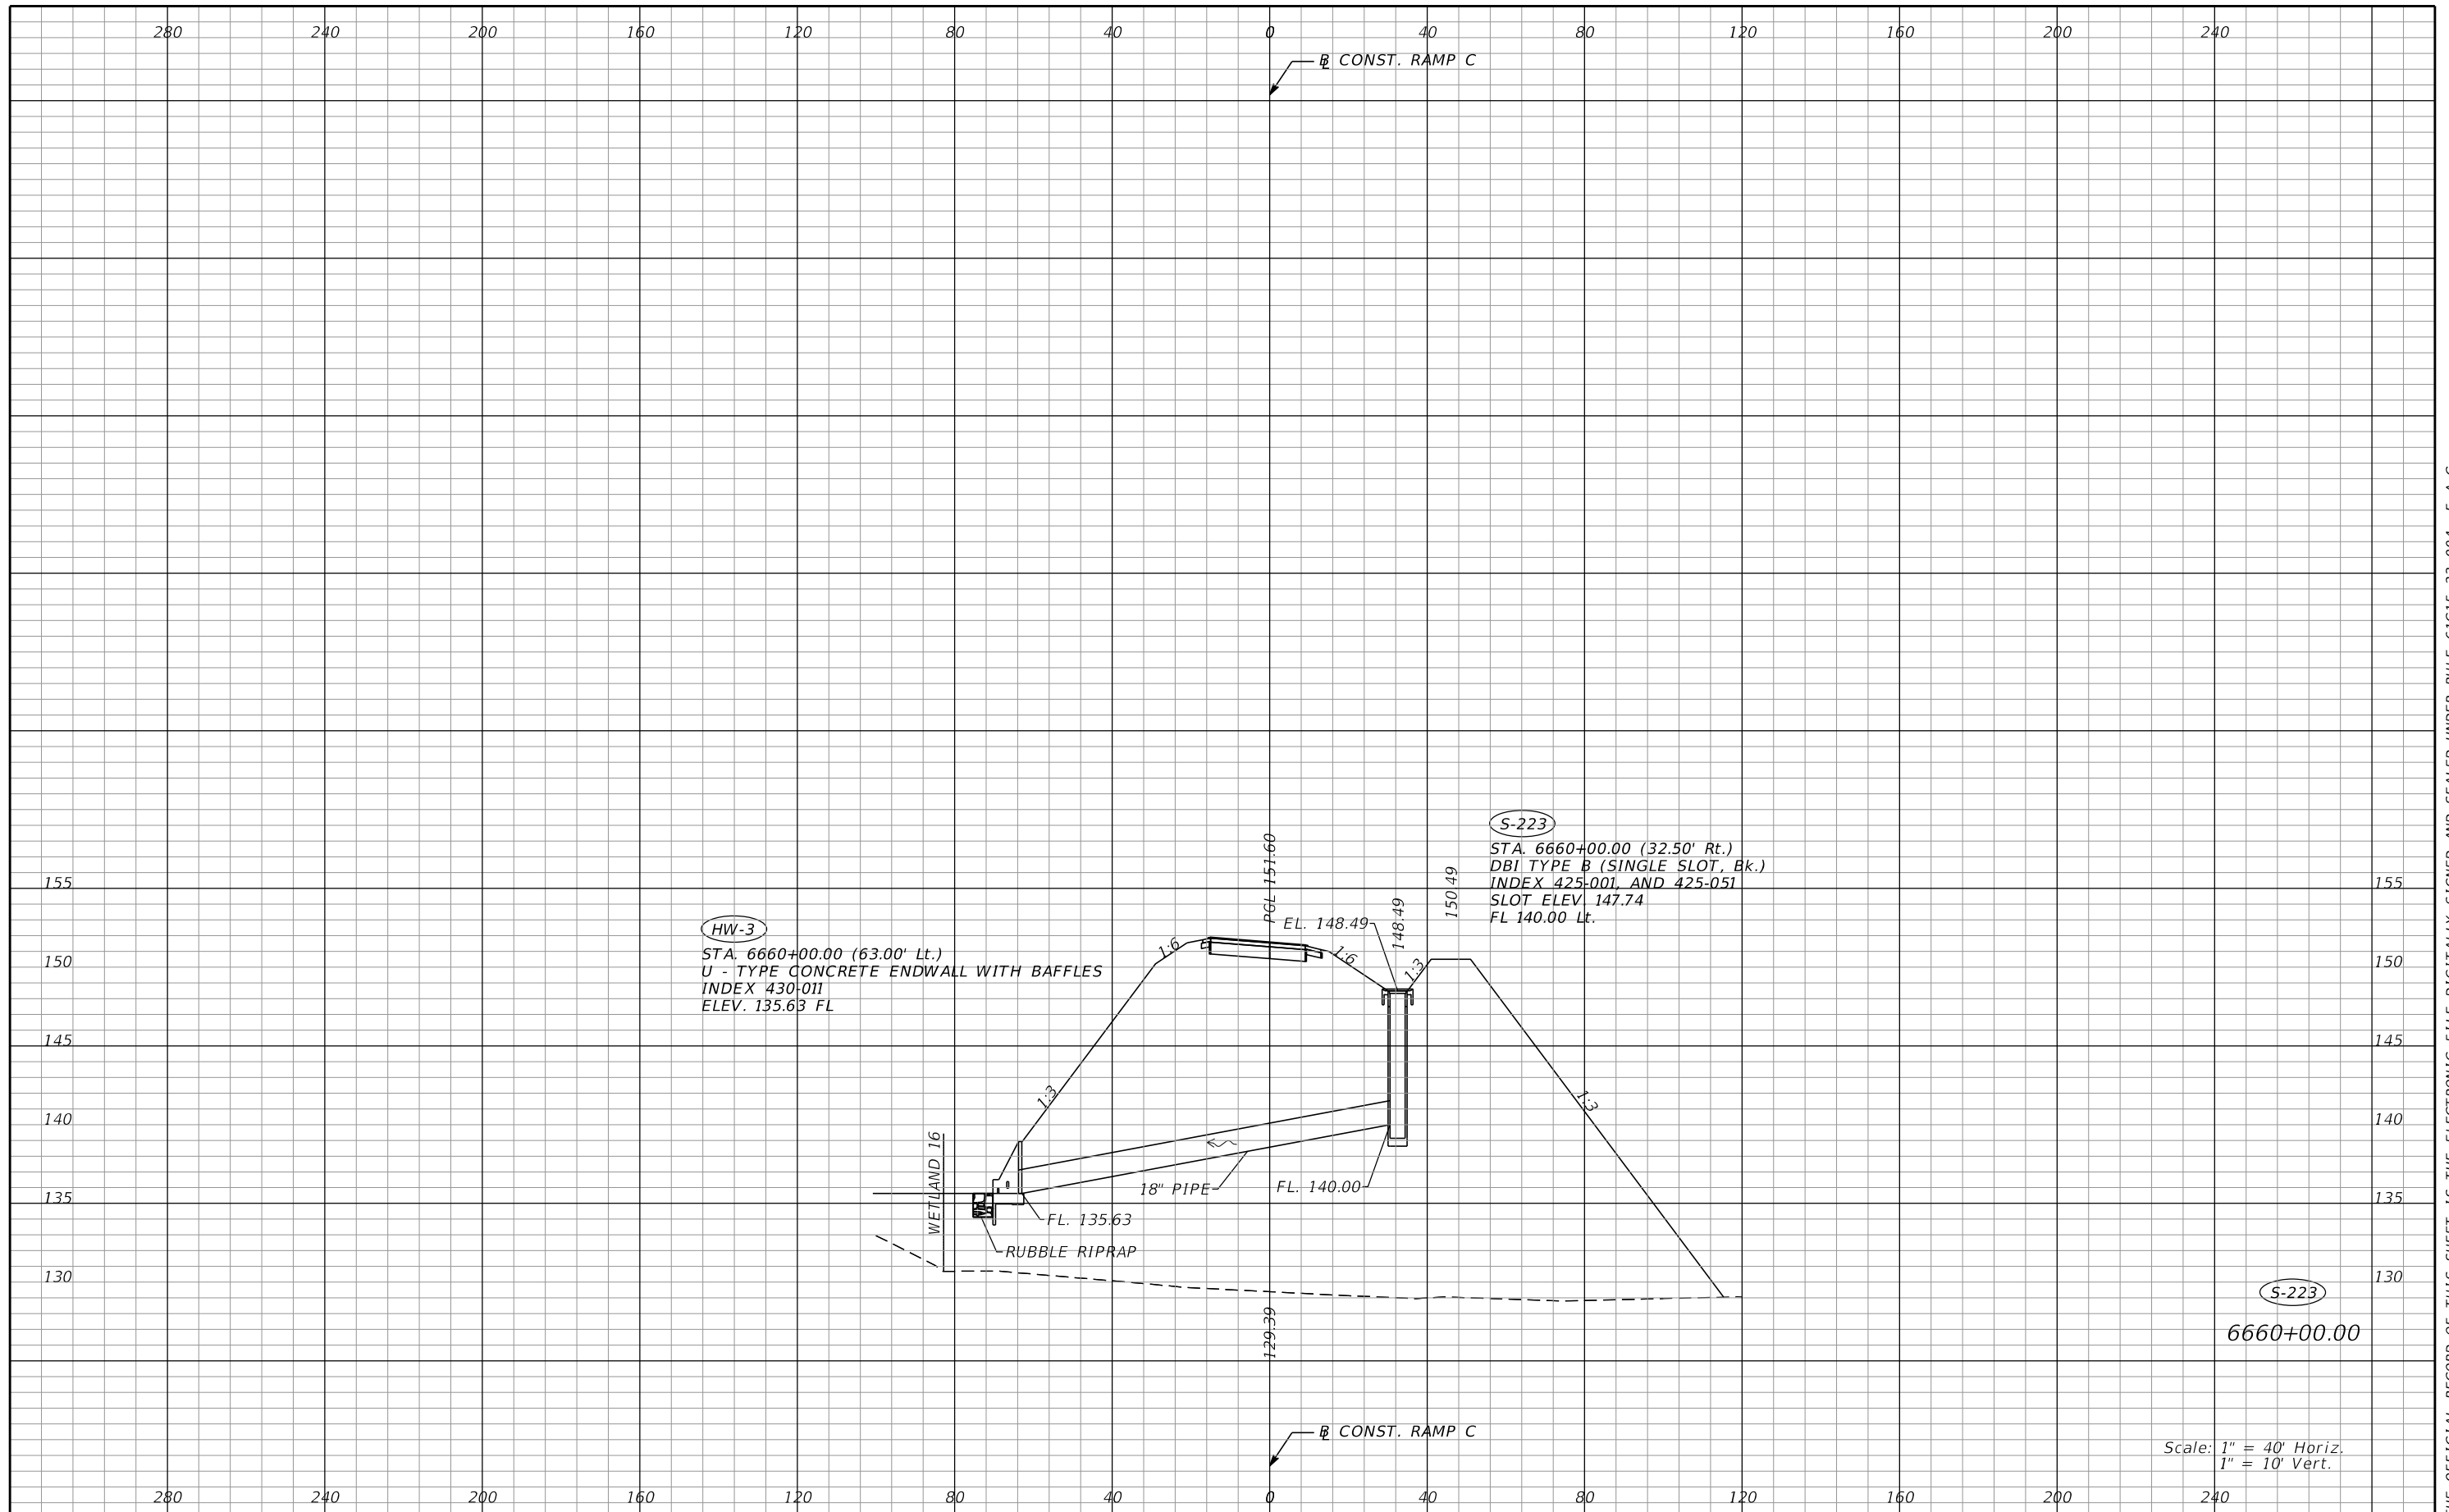 280 240 200 160 120 80 40 0 40 80 120 160 200 240
BL CONST. RAMP C
S-223
STA. 6660+00.00 (32.50' Rt.)
DBI TYPE B (SINGLE SLOT, Bk.)
INDEX 425-001, AND 425-051
SLOT ELEV. 147.74
FL 140.00 Lt.
PGL 151.60
150.49
148.49
EL. 148.49
HW-3
STA. 6660+00.00 (63.00' Lt.)
U - TYPE CONCRETE ENDWALL WITH BAFFLES
INDEX 430-011
ELEV. 135.63 FL
155 155
150 150
145 145
140 140
135 135
130 130
1:6
1:6
1:3
1:3
1:3
WETLAND 16
18" PIPE
FL. 140.00
FL. 135.63
RUBBLE RIPRAP
129.39
S-223
6660+00.00
BL CONST. RAMP C
Scale: 1" = 40' Horiz.
1" = 10' Vert.
280 240 200 160 120 80 40 0 40 80 120 160 200 240